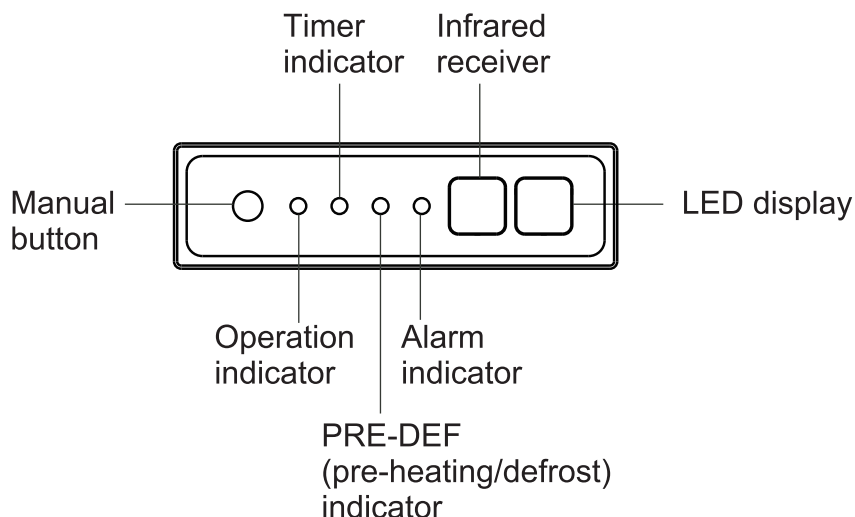 Timer
indicator
Infrared
receiver
Manual
button
LED display
Operation
indicator
Alarm
indicator
PRE-DEF
(pre-heating/defrost)
indicator